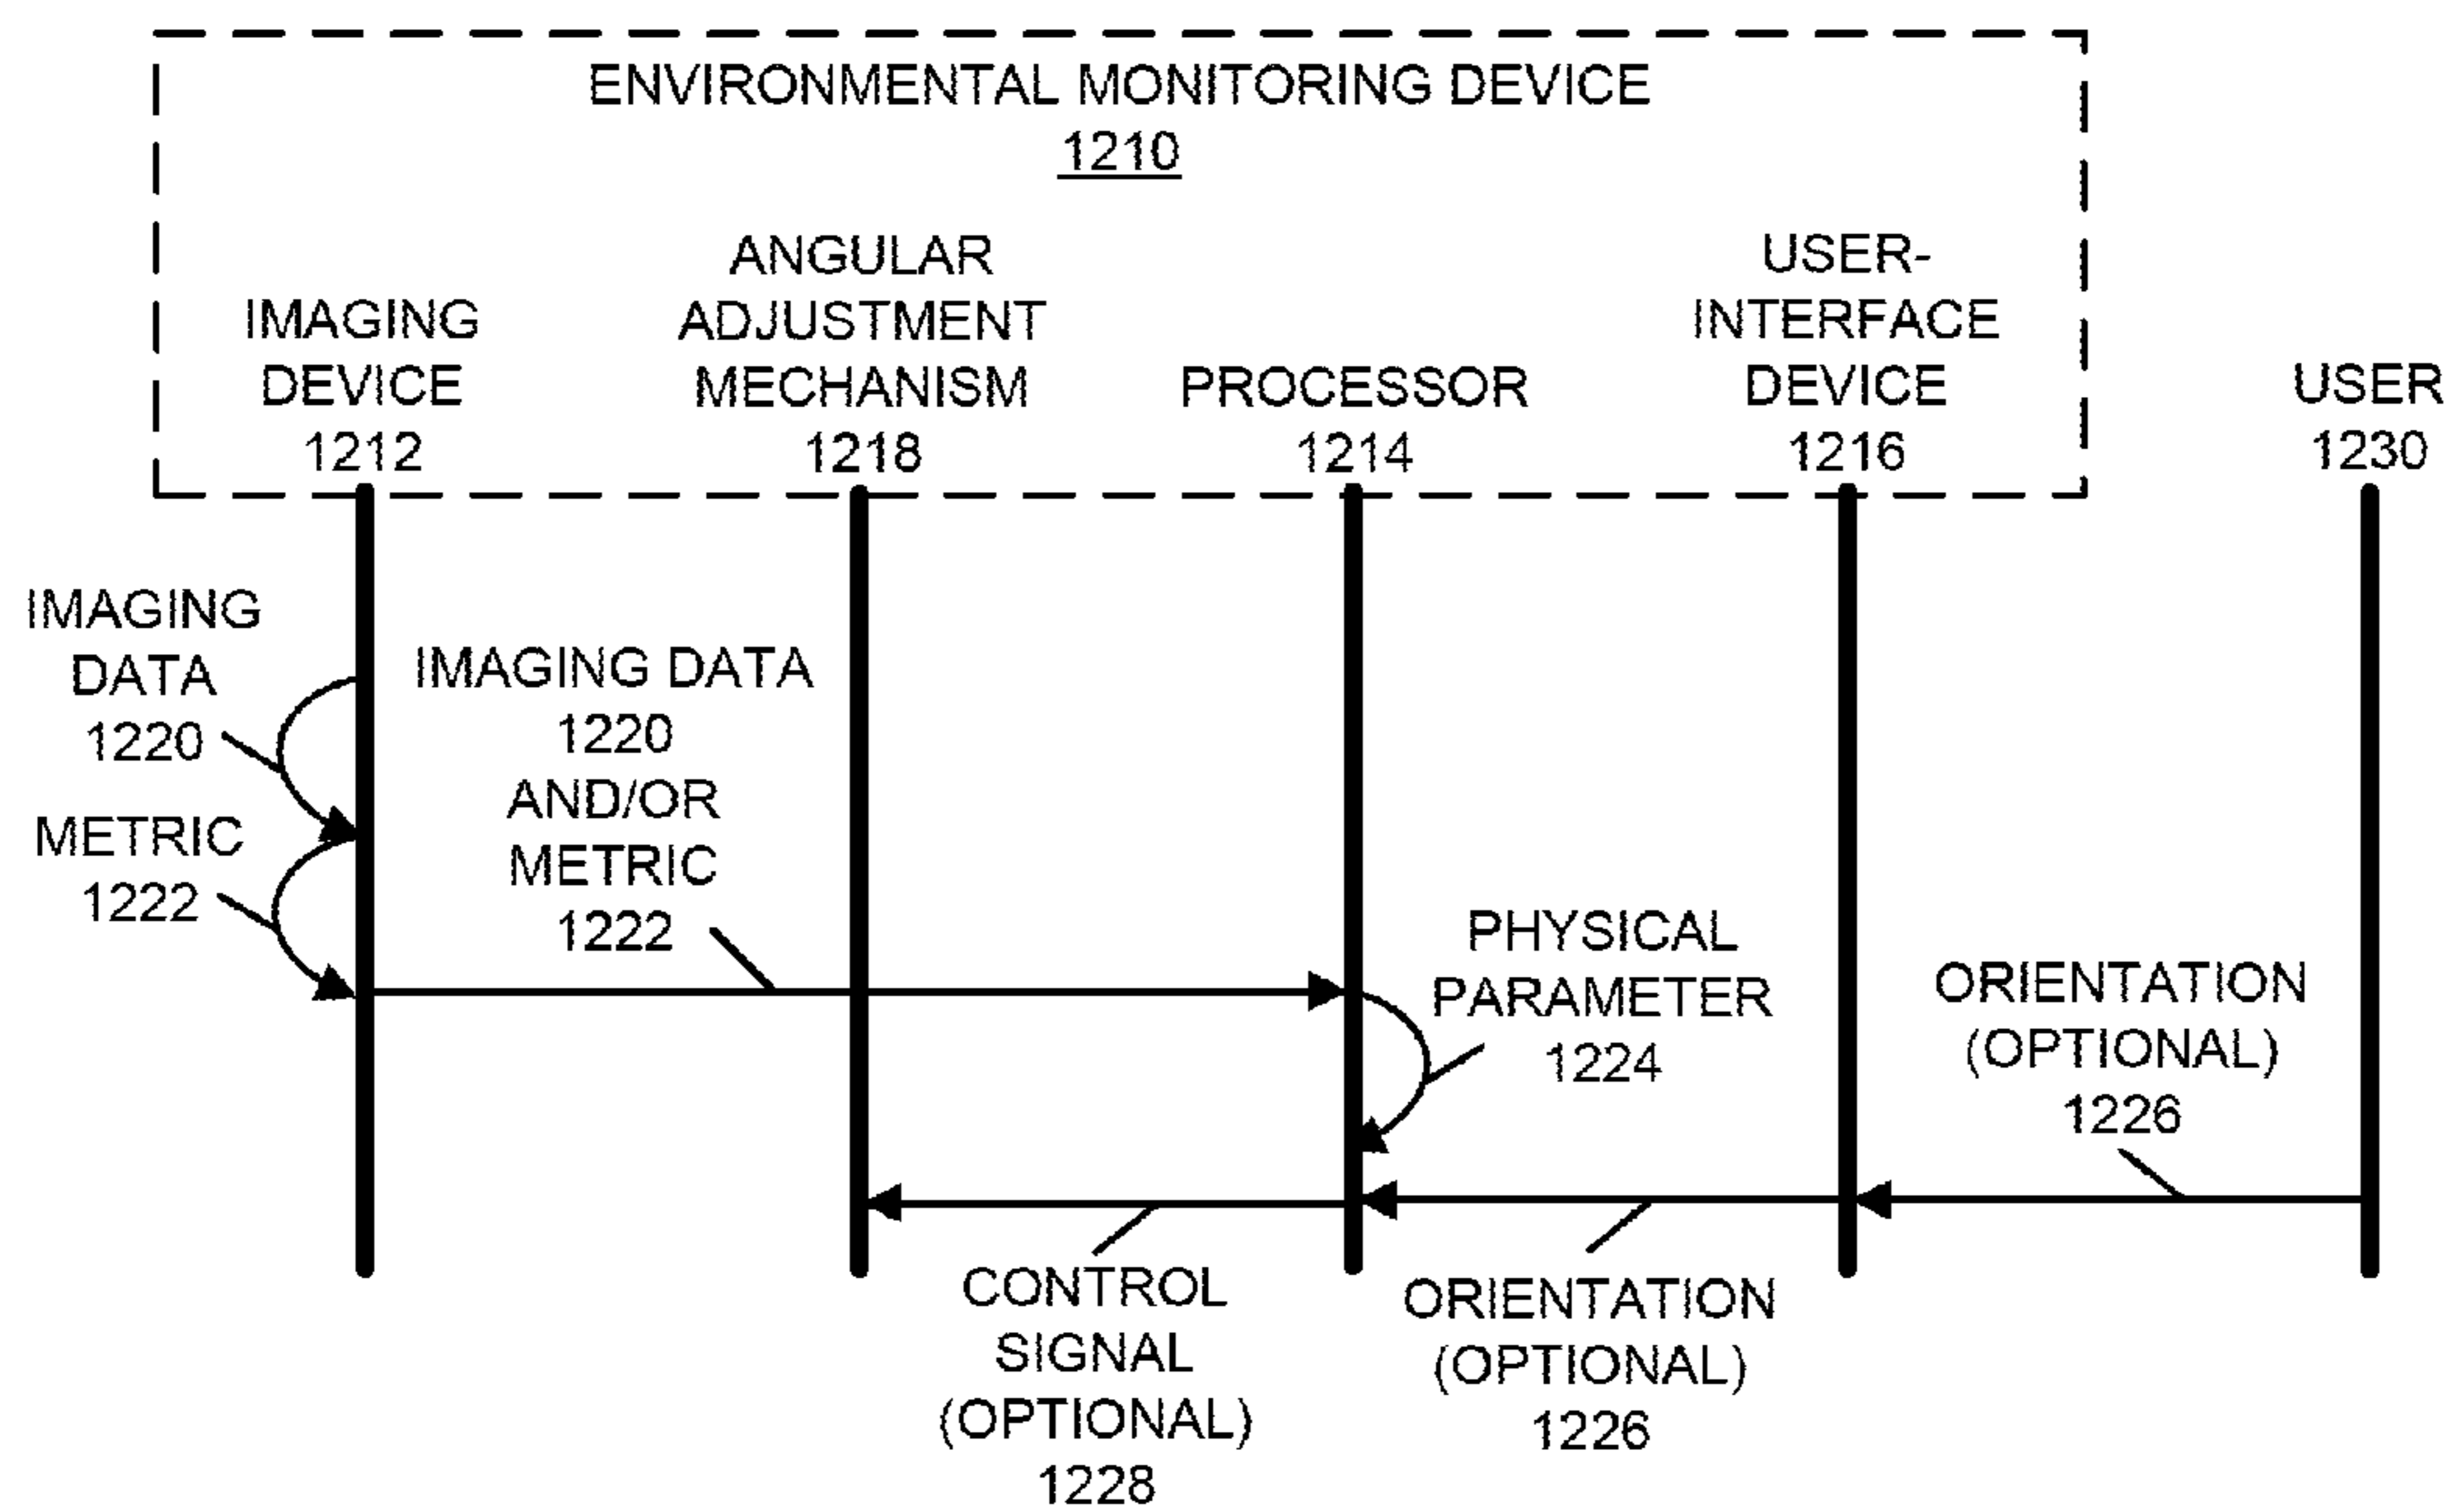 ENVIRONMENTAL MONITORING DEVICE
1210
IMAGING
DEVICE
1212
ANGULAR
ADJUSTMENT
MECHANISM
1218
PROCESSOR
1214
USER-
INTERFACE
DEVICE
1216
USER
1230
IMAGING
DATA
1220
METRIC
1222
IMAGING DATA
1220
AND/OR
METRIC
1222
PHYSICAL
PARAMETER
1224
ORIENTATION
(OPTIONAL)
1226
CONTROL
SIGNAL
(OPTIONAL)
1228
ORIENTATION
(OPTIONAL)
1226